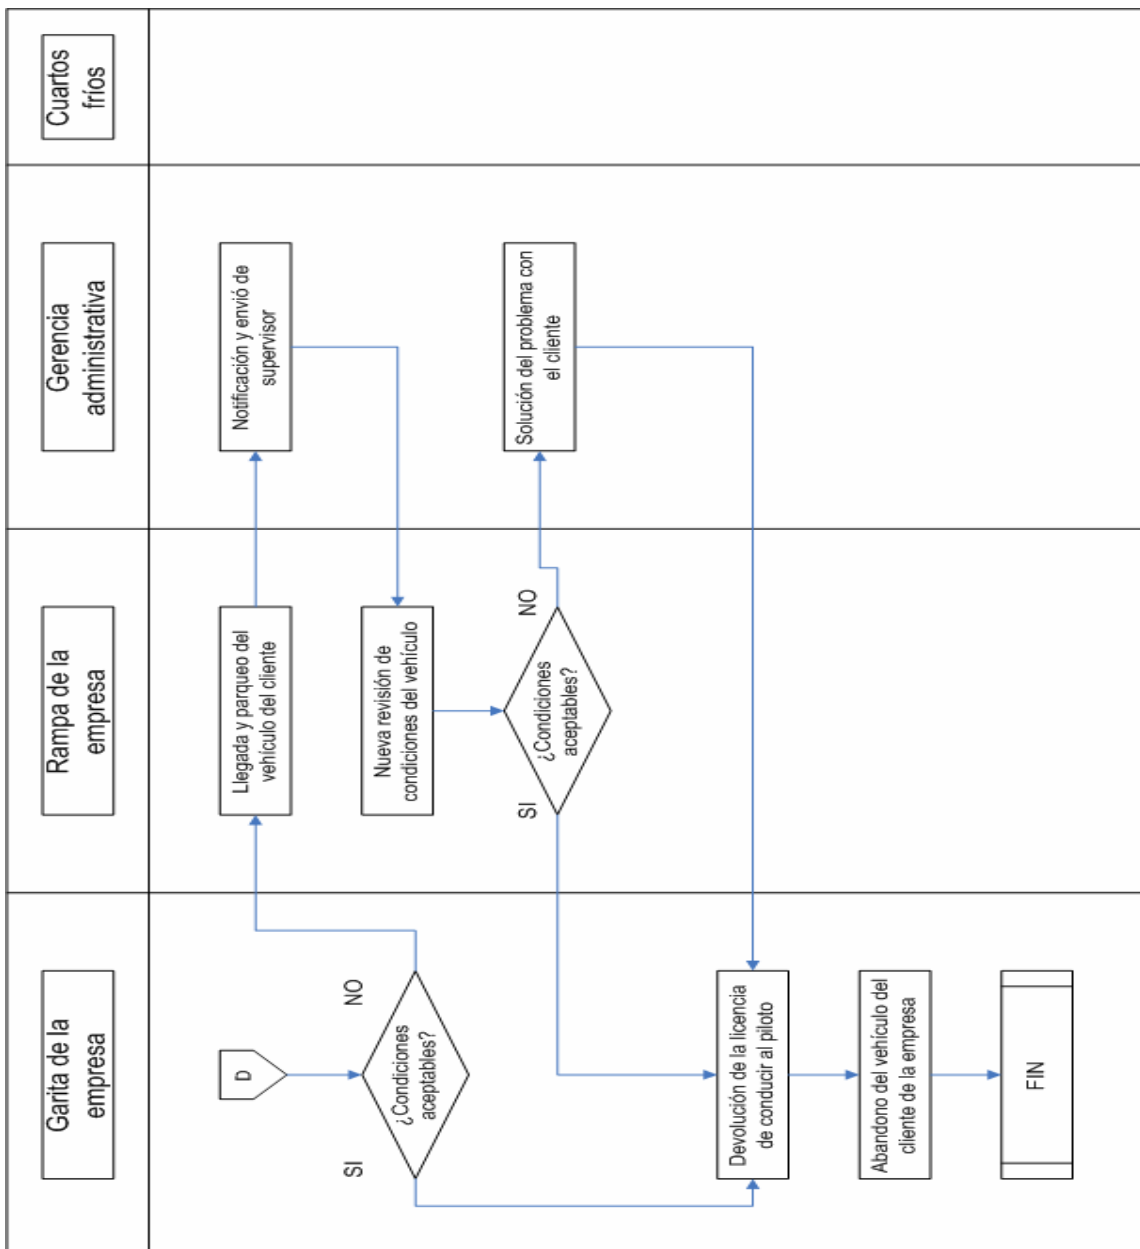 Garita de la
empresa
Rampa de la
empresa
Gerencia
administrativa
Cuartos
fríos
D
¿Condiciones
aceptables?
SI
NO
Llegada y parqueo del
vehículo del cliente
Notificación y envió de
supervisor
Nueva revisión de
condiciones del vehículo
¿Condiciones
aceptables?
SI
NO
Solución del problema con
el cliente
Devolución de la licencia
de conducir al piloto
Abandono del vehículo del
cliente de la empresa
FIN